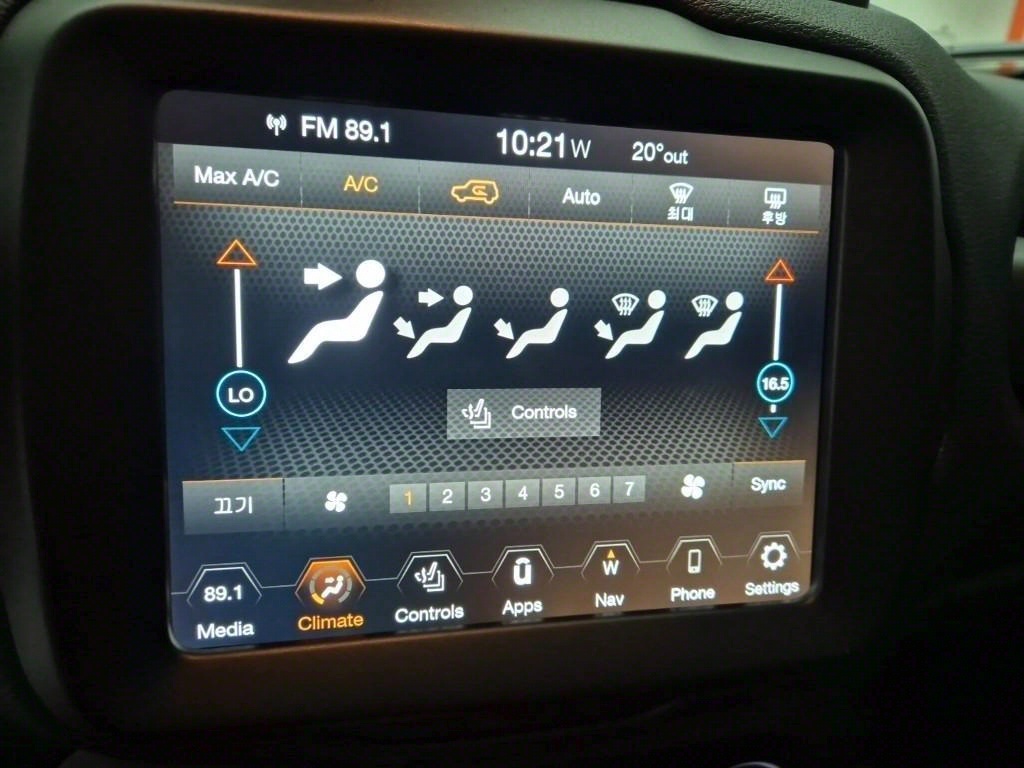 FM 89.1 10:21 W 20° out
Max A/C A/C Auto 최대 후방
LO 16.5
Controls
끄기 1 2 3 4 5 6 7 Sync
89.1 W
Media Climate Controls Apps Nav Phone Settings